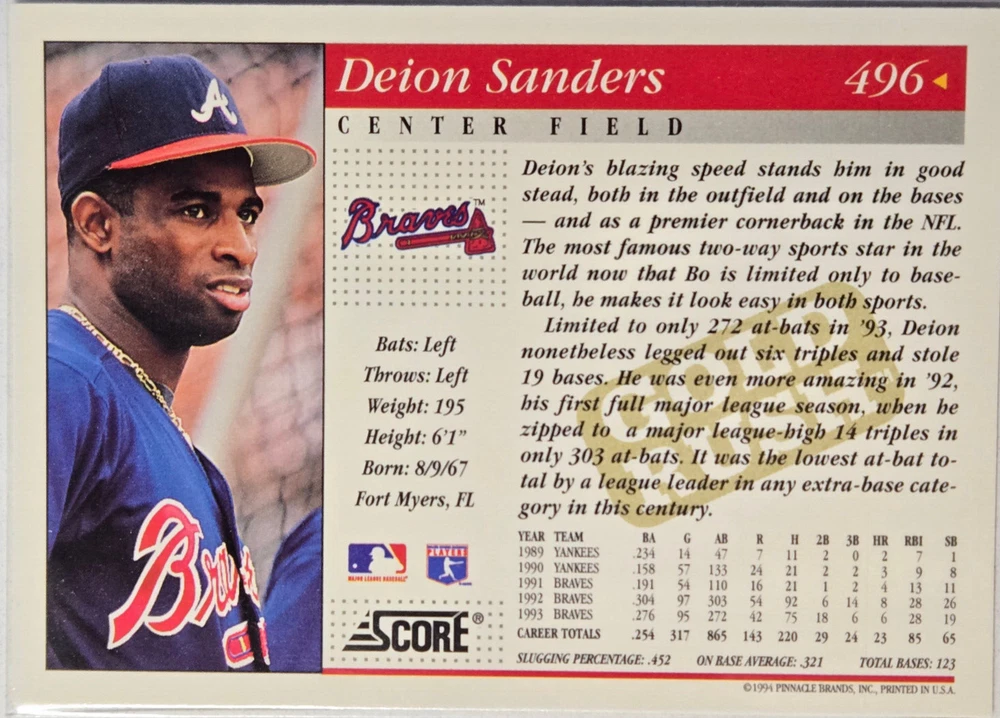 A
Deion Sanders 496
CENTER FIELD
Braves™
Bats: Left
Throws: Left
Weight: 195
Height: 6'1"
Born: 8/9/67
Fort Myers, FL
Deion's blazing speed stands him in good
stead, both in the outfield and on the bases
— and as a premier cornerback in the NFL.
The most famous two-way sports star in the
world now that Bo is limited only to base-
ball, he makes it look easy in both sports.
Limited to only 272 at-bats in '93, Deion
nonetheless legged out six triples and stole
19 bases. He was even more amazing in '92,
his first full major league season, when he
zipped to a major league-high 14 triples in
only 303 at-bats. It was the lowest at-bat to-
tal by a league leader in any extra-base cate-
gory in this century.
GOLD
RUSH
YEAR TEAM BA G AB R H 2B 3B HR RBI SB
1989 YANKEES .234 14 47 7 11 2 0 2 7 1
1990 YANKEES .158 57 133 24 21 2 2 3 9 8
1991 BRAVES .191 54 110 16 21 1 2 4 13 11
1992 BRAVES .304 97 303 54 92 6 14 8 28 26
1993 BRAVES .276 95 272 42 75 18 6 6 28 19
CAREER TOTALS .254 317 865 143 220 29 24 23 85 65
SLUGGING PERCENTAGE: .452 ON BASE AVERAGE: .321 TOTAL BASES: 123
MAJOR LEAGUE BASEBALL
PLAYERS
SCORE®
Bra
©1994 PINNACLE BRANDS, INC., PRINTED IN U.S.A.